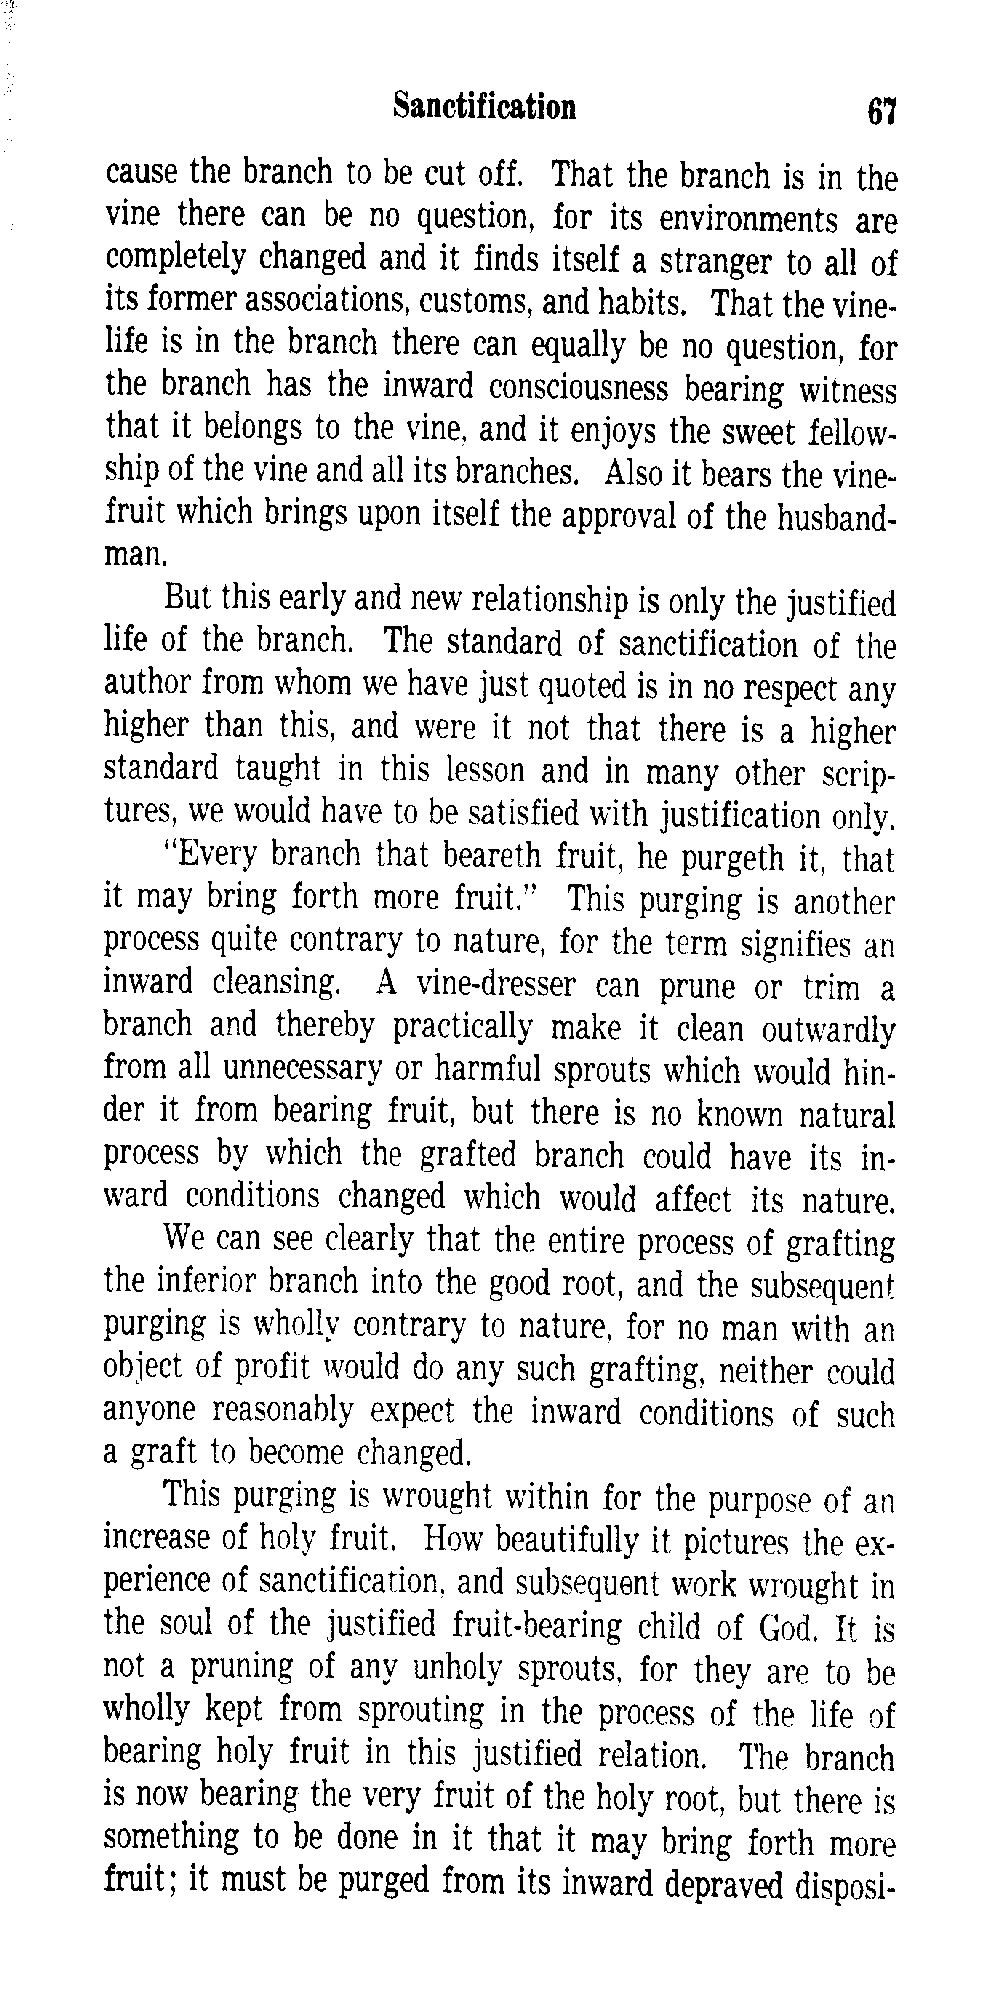 Sanctification 67
cause the branch to be cut off. That the branch is in the
vine there can be no question, for its environments are
completely changed and it finds itself a stranger to all of
its former associations, customs, and habits. That the vine-
life is in the branch there can equally be no question, for
the branch has the inward consciousness bearing witness
that it belongs to the vine, and it enjoys the sweet fellow-
ship of the vine and all its branches. Also it bears the vine-
fruit which brings upon itself the approval of the husband-
man.
But this early and new relationship is only the justified
life of the branch. The standard of sanctification of the
author from whom we have just quoted is in no respect any
higher than this, and were it not that there is a higher
standard taught in this lesson and in many other scrip-
tures, we would have to be satisfied with justification only.
"Every branch that beareth fruit, he purgeth it, that
it may bring forth more fruit." This purging is another
process quite contrary to nature, for the term signifies an
inward cleansing. A vine-dresser can prune or trim a
branch and thereby practically make it clean outwardly
from all unnecessary or harmful sprouts which would hin-
der it from bearing fruit, but there is no known natural
process by which the grafted branch could have its in-
ward conditions changed which would affect its nature.
We can see clearly that the entire process of grafting
the inferior branch into the good root, and the subsequent
purging is wholly contrary to nature, for no man with an
object of profit would do any such grafting, neither could
anyone reasonably expect the inward conditions of such
a graft to become changed.
This purging is wrought within for the purpose of an
increase of holy fruit. How beautifully it pictures the ex-
perience of sanctification, and subsequent work wrought in
the soul of the justified fruit-bearing child of God. It is
not a pruning of any unholy sprouts, for they are to be
wholly kept from sprouting in the process of the life of
bearing holy fruit in this justified relation. The branch
is now bearing the very fruit of the holy root, but there is
something to be done in it that it may bring forth more
fruit; it must be purged from its inward depraved disposi-